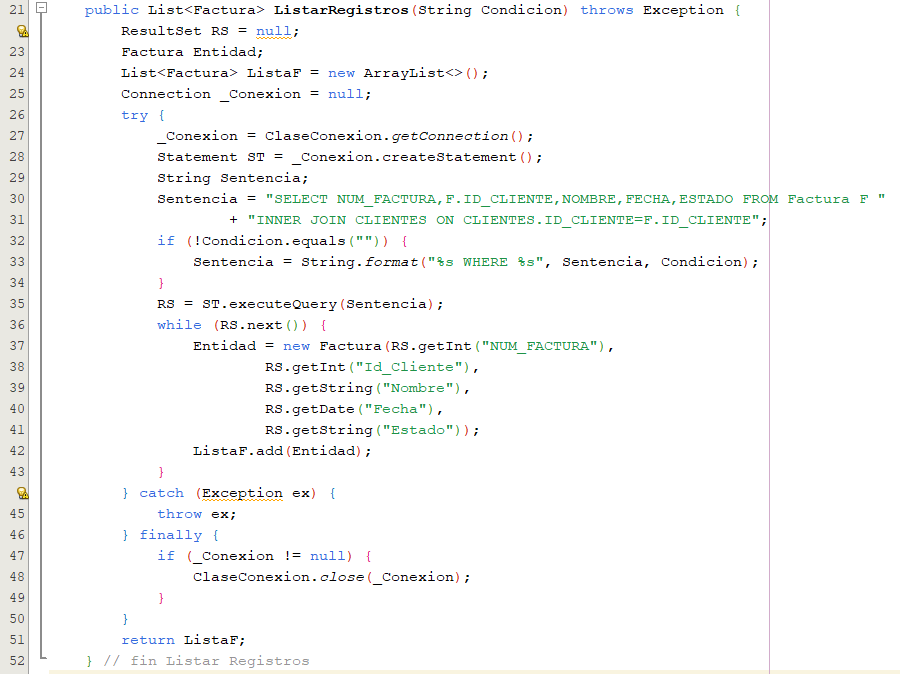 21 public List<Factura> ListarRegistros(String Condicion) throws Exception {
ResultSet RS = null;
23 Factura Entidad;
24 List<Factura> ListaF = new ArrayList<>();
25 Connection _Conexion = null;
26 try {
27 _Conexion = ClaseConexion.getConnection();
28 Statement ST = _Conexion.createStatement();
29 String Sentencia;
30 Sentencia = "SELECT NUM_FACTURA,F.ID_CLIENTE,NOMBRE,FECHA,ESTADO FROM Factura F "
31 + "INNER JOIN CLIENTES ON CLIENTES.ID_CLIENTE=F.ID_CLIENTE";
32 if (!Condicion.equals("")) {
33 Sentencia = String.format("%s WHERE %s", Sentencia, Condicion);
34 }
35 RS = ST.executeQuery(Sentencia);
36 while (RS.next()) {
37 Entidad = new Factura(RS.getInt("NUM_FACTURA"),
38 RS.getInt("Id_Cliente"),
39 RS.getString("Nombre"),
40 RS.getDate("Fecha"),
41 RS.getString("Estado"));
42 ListaF.add(Entidad);
43 }
} catch (Exception ex) {
45 throw ex;
46 } finally {
47 if (_Conexion != null) {
48 ClaseConexion.close(_Conexion);
49 }
50 }
51 return ListaF;
52 } // fin Listar Registros